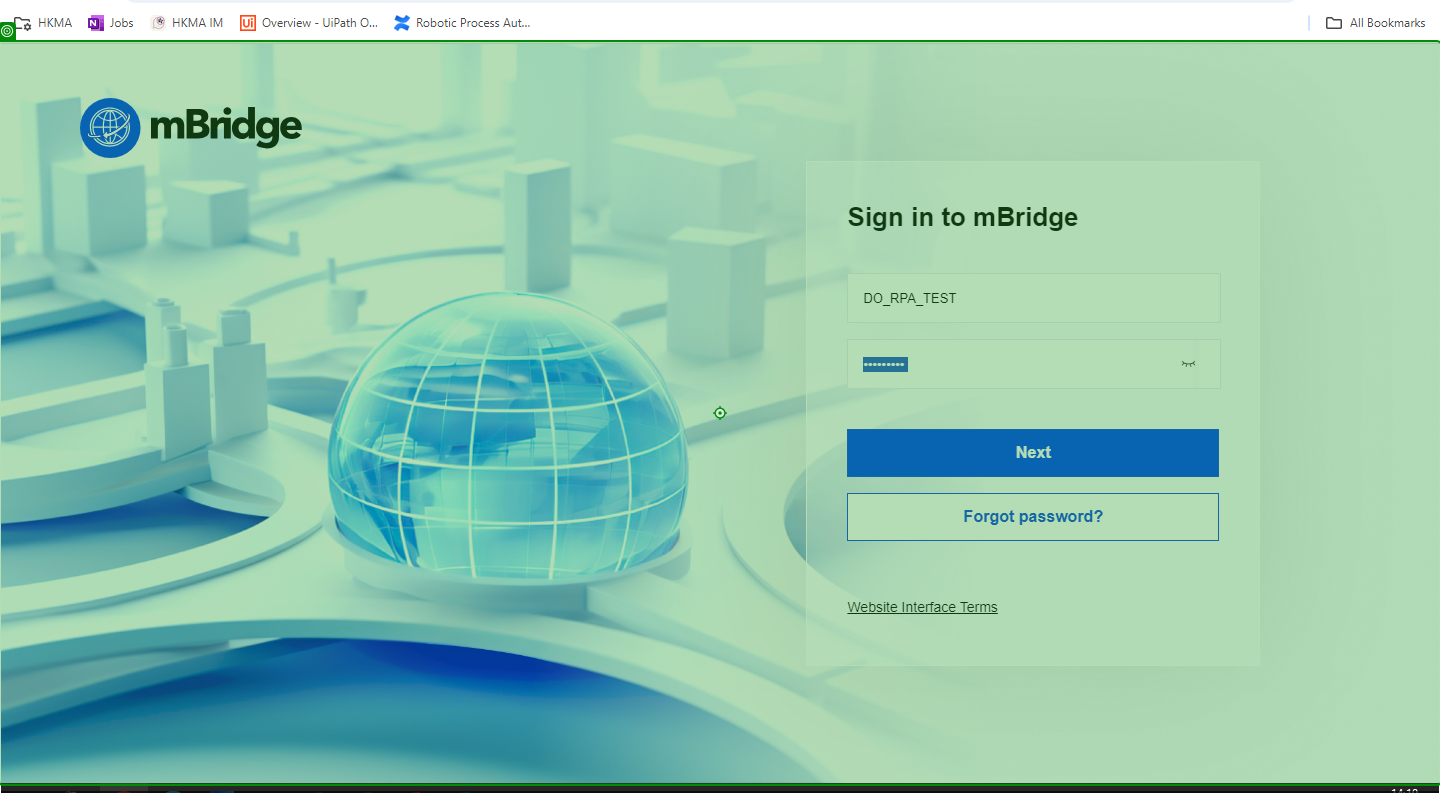 HKMA Jobs HKMA IM Overview - UiPath O... Robotic Process Aut... All Bookmarks
mBridge
Sign in to mBridge
DO_RPA_TEST
•••••••••
Next
Forgot password?
Website Interface Terms